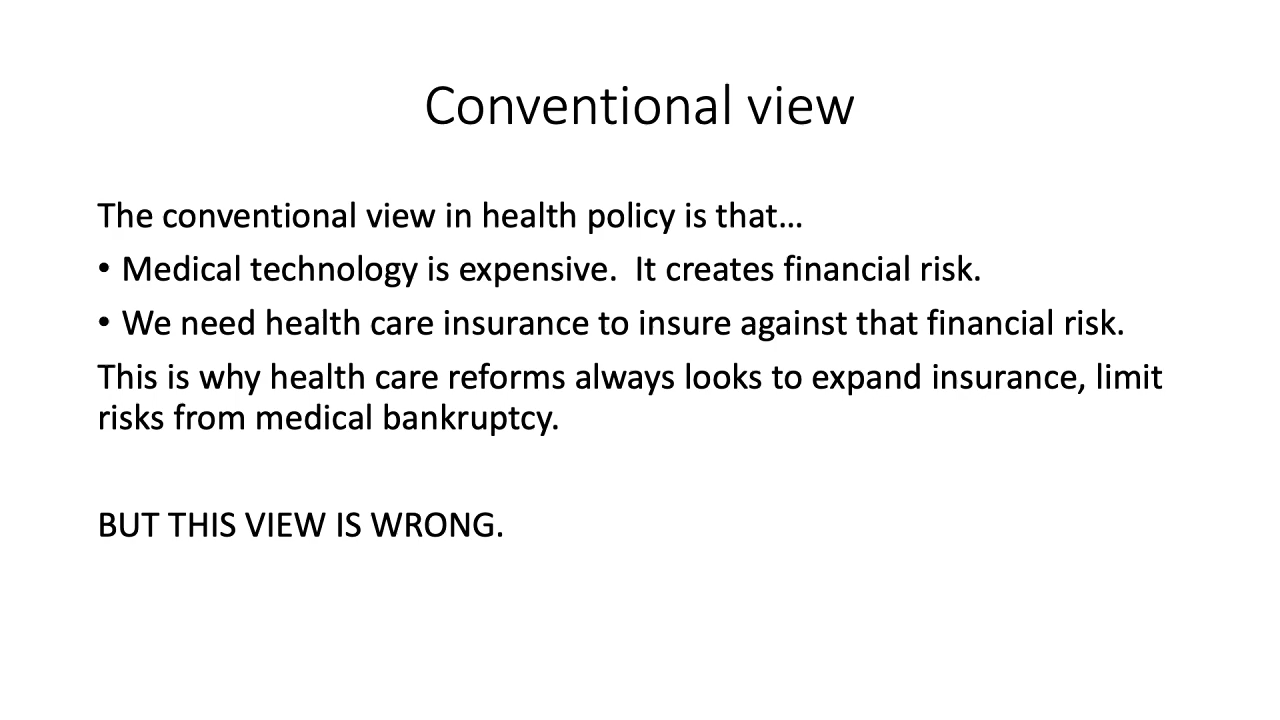 Conventional view
The conventional view in health policy is that…
• Medical technology is expensive.  It creates financial risk.
• We need health care insurance to insure against that financial risk.
This is why health care reforms always looks to expand insurance, limit
risks from medical bankruptcy.
BUT THIS VIEW IS WRONG.